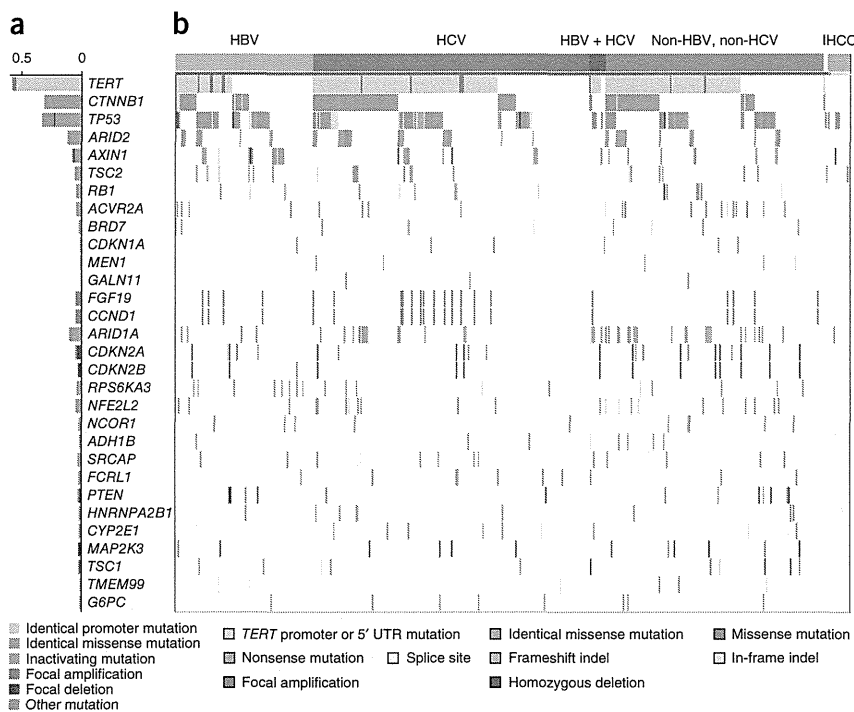 a
b
0.5 0
HBV HCV HBV + HCV Non-HBV, non-HCV IHCC
TERT
CTNNB1
TP53
ARID2
AXIN1
TSC2
RB1
ACVR2A
BRD7
CDKN1A
MEN1
GALN11
FGF19
CCND1
ARID1A
CDKN2A
CDKN2B
RPS6KA3
NFE2L2
NCOR1
ADH1B
SRCAP
FCRL1
PTEN
HNRNPA2B1
CYP2E1
MAP2K3
TSC1
TMEM99
G6PC
Identical promoter mutation
Identical missense mutation
Inactivating mutation
Focal amplification
Focal deletion
Other mutation
TERT promoter or 5′ UTR mutation Identical missense mutation Missense mutation
Nonsense mutation Splice site Frameshift indel In-frame indel
Focal amplification Homozygous deletion